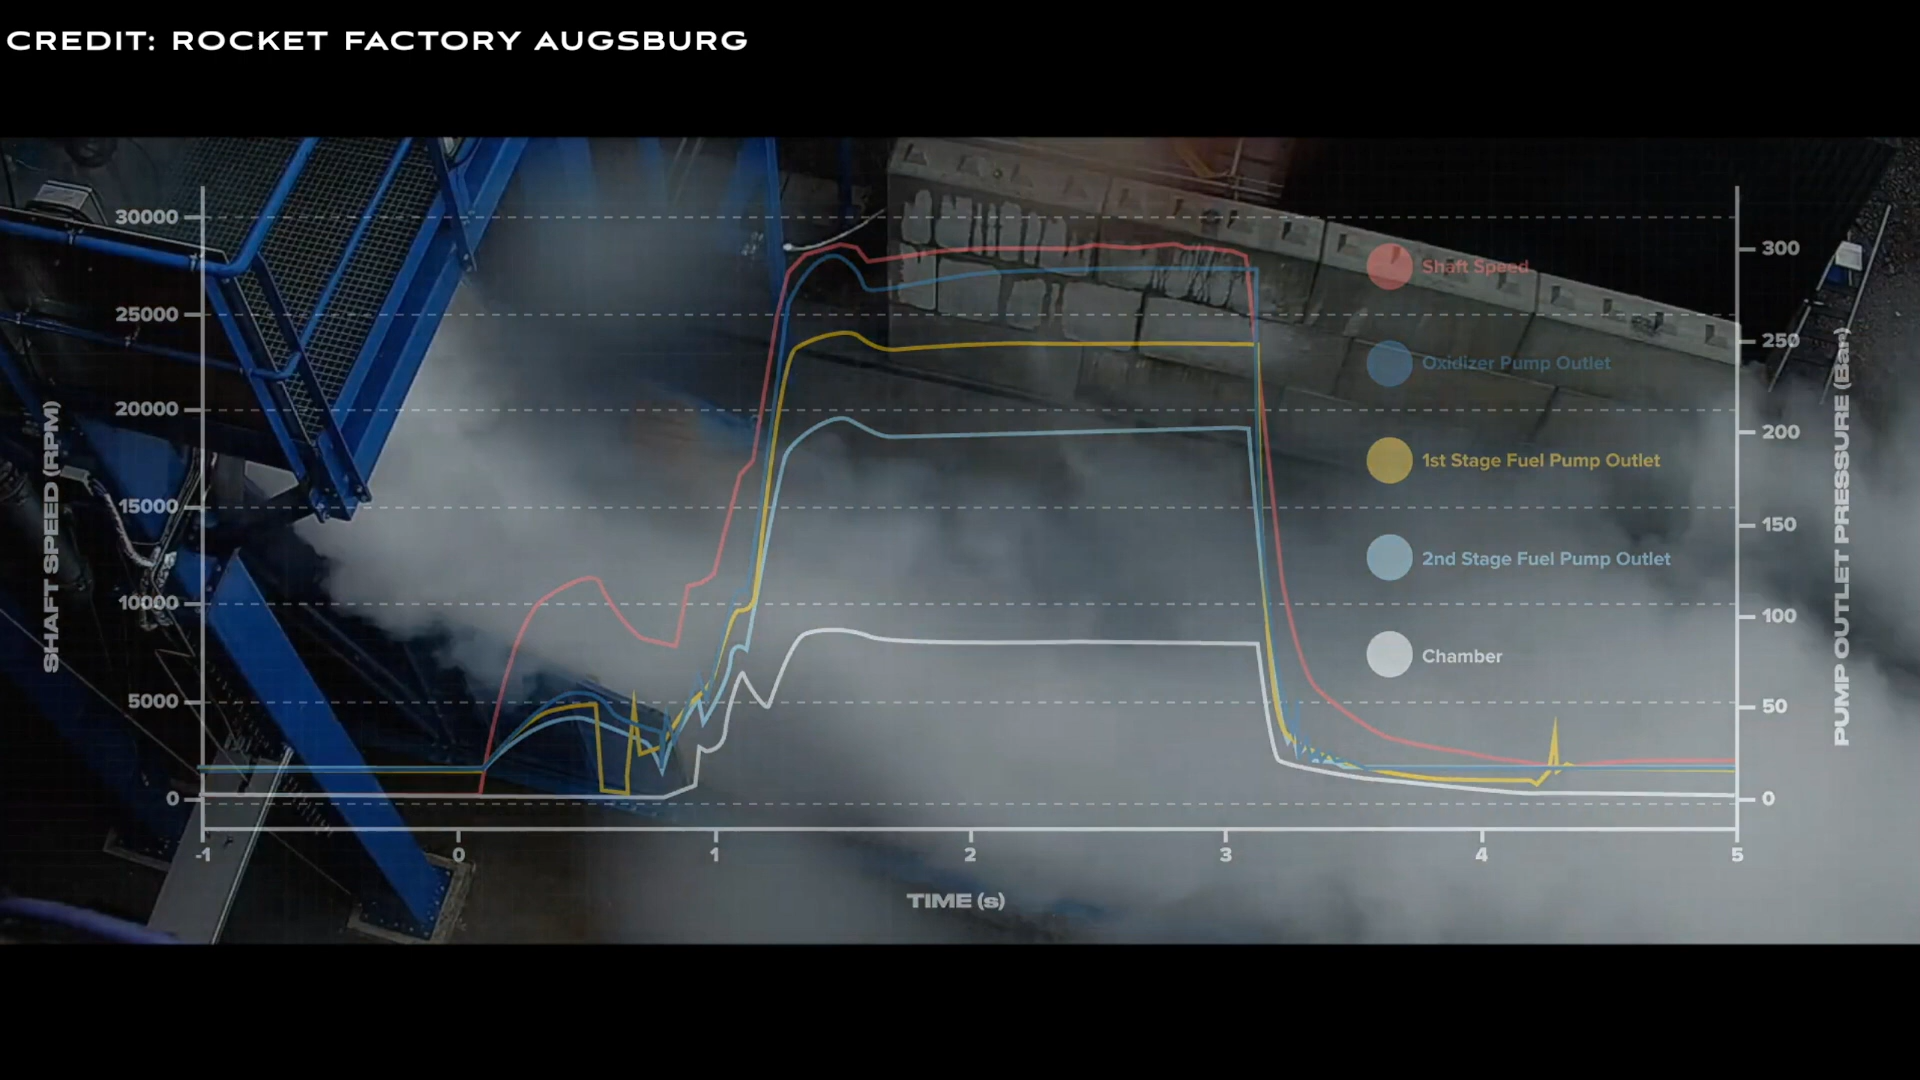 CREDIT: ROCKET FACTORY AUGSBURG
SHAFT SPEED (RPM)
30000
25000
20000
15000
10000
5000
0
300
250
200
150
100
50
0
PUMP OUTLET PRESSURE (Bar)
Shaft Speed
Oxidizer Pump Outlet
1st Stage Fuel Pump Outlet
2nd Stage Fuel Pump Outlet
Chamber
-1 0 1 2 3 4 5
TIME (s)